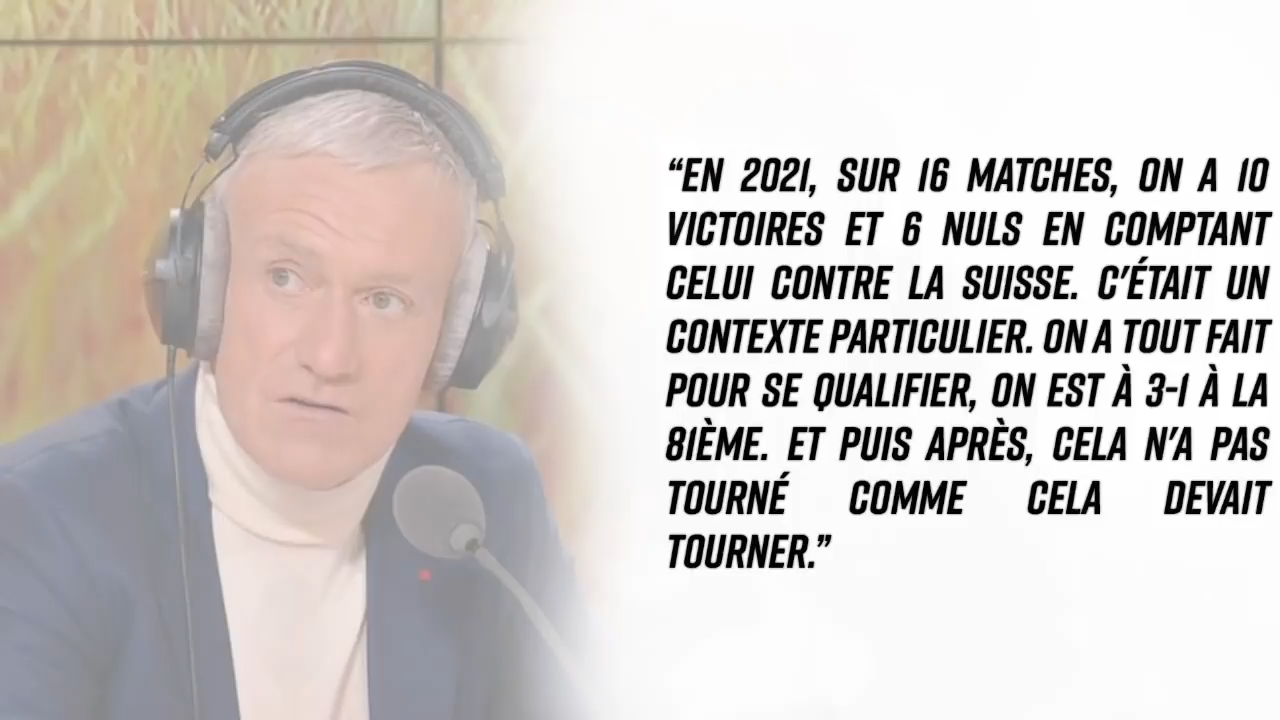 “EN 2021, SUR 16 MATCHES, ON A 10
VICTOIRES ET 6 NULS EN COMPTANT
CELUI CONTRE LA SUISSE. C'ÉTAIT UN
CONTEXTE PARTICULIER. ON A TOUT FAIT
POUR SE QUALIFIER, ON EST À 3-1 À LA
81ÈME. ET PUIS APRÈS, CELA N'A PAS
TOURNÉ COMME CELA DEVAIT
TOURNER.”